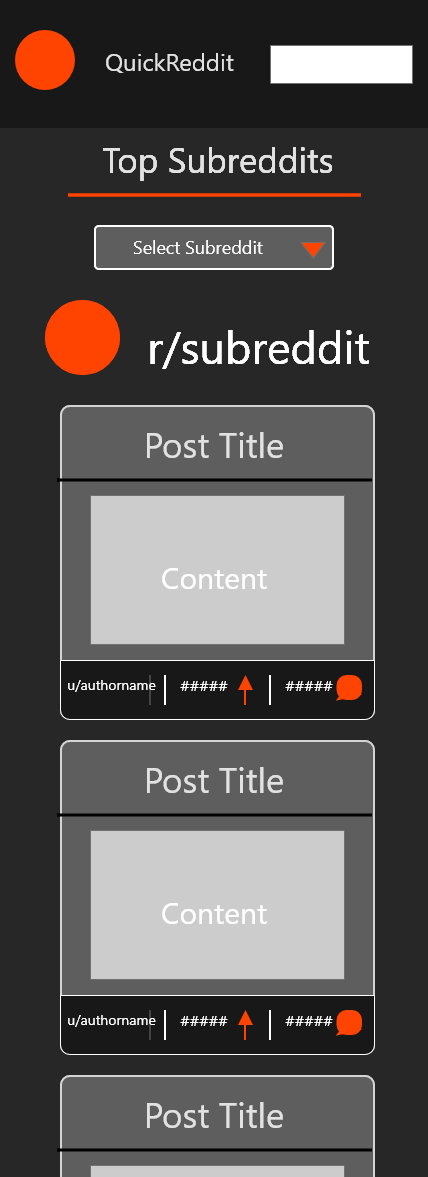 QuickReddit
Top Subreddits
Select Subreddit
r/subreddit
Post Title
Content
u/authorname ##### #####
Post Title
Content
u/authorname ##### #####
Post Title